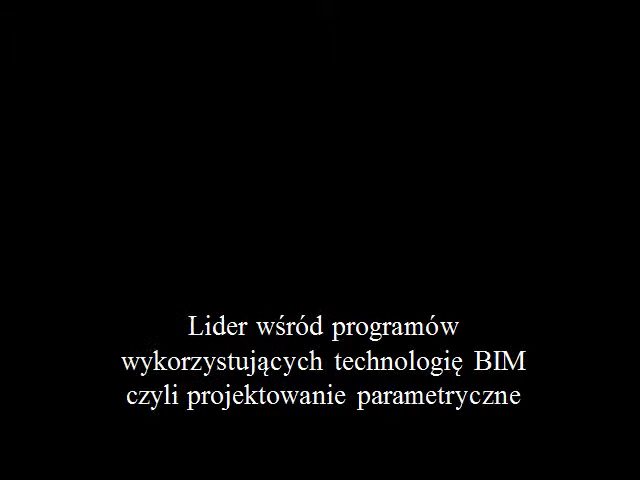 Lider wśród programów
wykorzystujących technologię BIM
czyli projektowanie parametryczne